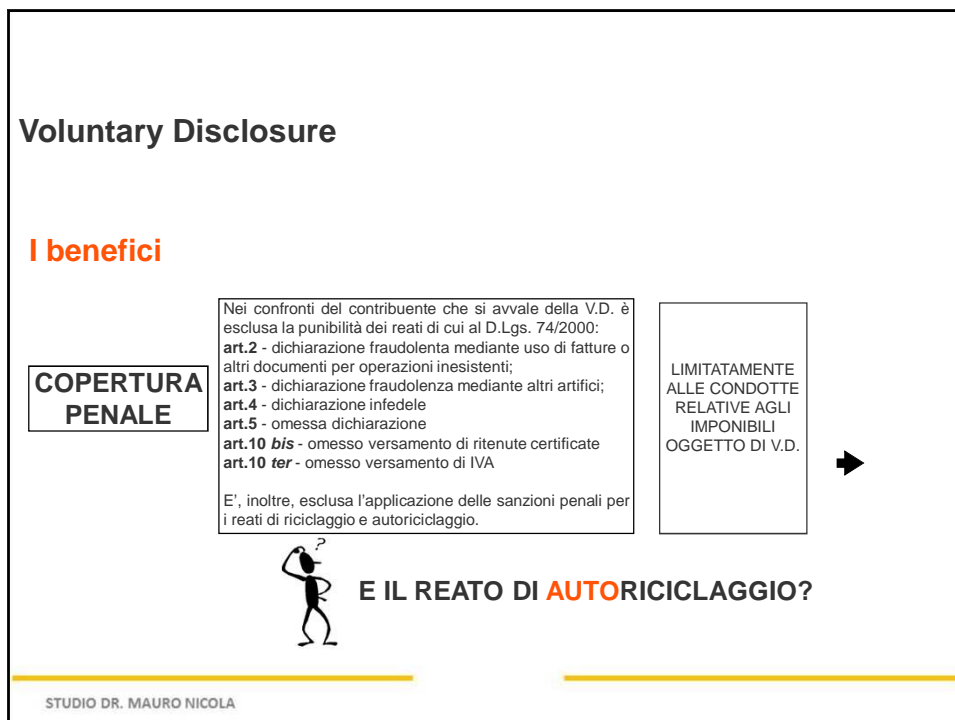 Voluntary Disclosure
I benefici
COPERTURA
PENALE
Nei confronti del contribuente che si avvale della V.D. è
esclusa la punibilità dei reati di cui al D.Lgs. 74/2000:
art.2 - dichiarazione fraudolenta mediante uso di fatture o
altri documenti per operazioni inesistenti;
art.3 - dichiarazione fraudolenza mediante altri artifici;
art.4 - dichiarazione infedele
art.5 - omessa dichiarazione
art.10 bis - omesso versamento di ritenute certificate
art.10 ter - omesso versamento di IVA
E', inoltre, esclusa l'applicazione delle sanzioni penali per
i reati di riciclaggio e autoriciclaggio.
LIMITATAMENTE
ALLE CONDOTTE
RELATIVE AGLI
IMPONIBILI
OGGETTO DI V.D.
?
E IL REATO DI AUTORICICLAGGIO?
STUDIO DR. MAURO NICOLA